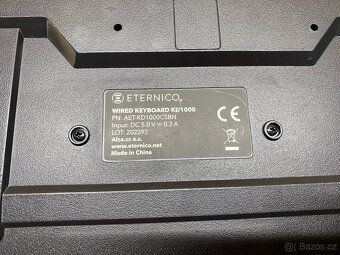 ETERNICO
WIRED KEYBOARD KD1000
PN: AET-KD1000CSBN
Input: DC 5.0 V ⎓ 0.3 A
LOT: 202292
Alza.cz a.s.
www.eternico.net
Made in China
CE
Bazoš.cz